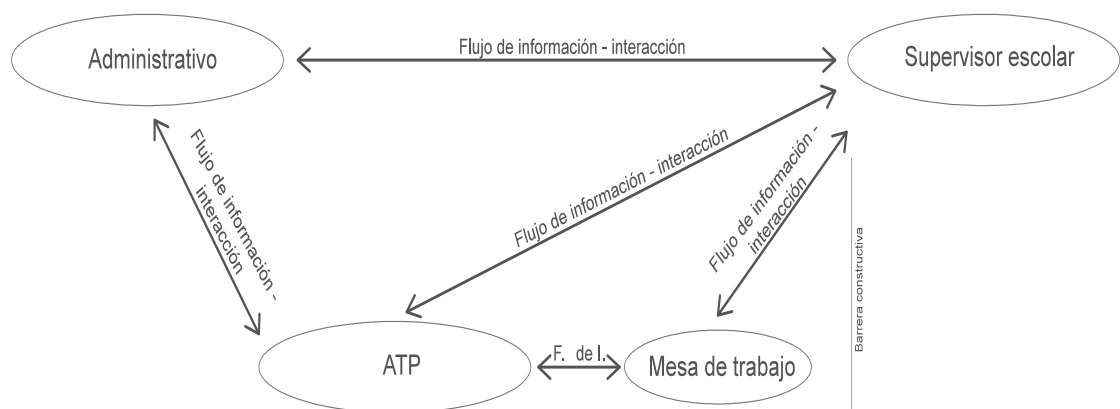 Flujo de información - interacción
Administrativo
Supervisor escolar
Flujo de información -
interacción
Flujo de información - interacción
Flujo de información -
interacción
Barrera constructiva
F. de I.
ATP
Mesa de trabajo